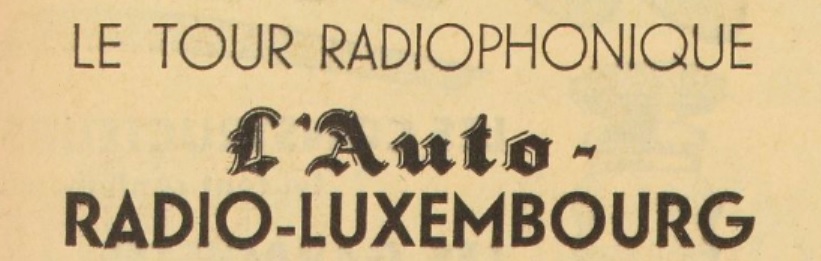 LE TOUR RADIOPHONIQUE
L'Auto-
RADIO-LUXEMBOURG